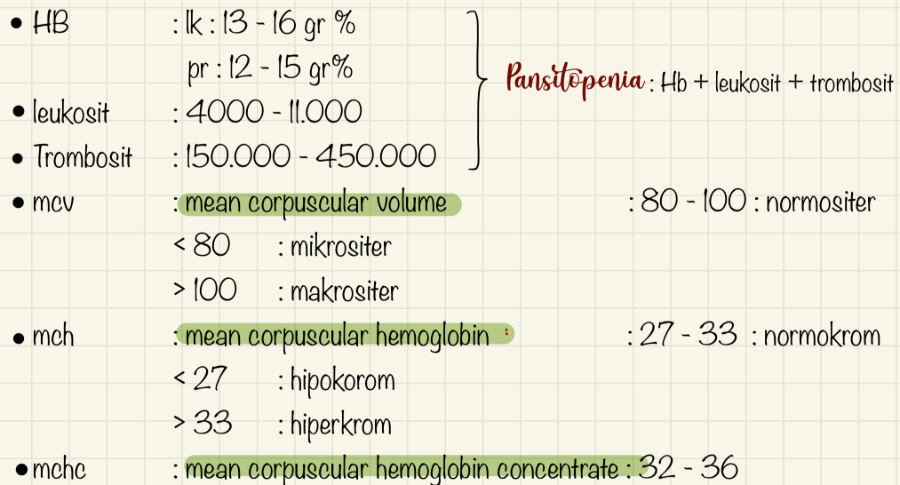 • HB : lk : 13 - 16 gr %
pr : 12 - 15 gr%
Pansitopenia : Hb + leukosit + trombosit
• leukosit : 4000 - 11.000
• Trombosit : 150.000 - 450.000
• mcv : mean corpuscular volume : 80 - 100 : normositer
< 80 : mikrositer
> 100 : makrositer
• mch : mean corpuscular hemoglobin : : 27 - 33 : normokrom
< 27 : hipokorom
> 33 : hiperkrom
• mchc : mean corpuscular hemoglobin concentrate : 32 - 36